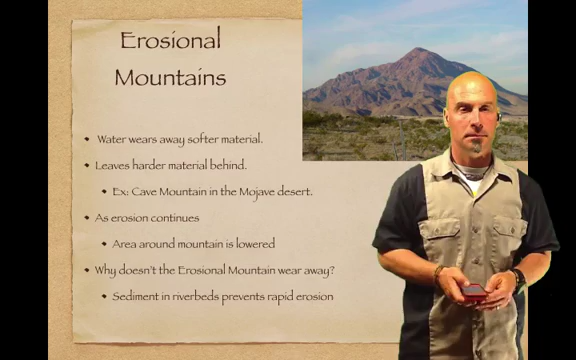 Erosional
Mountains
Water wears away softer material.
Leaves harder material behind.
Ex: Cave Mountain in the Mojave desert.
As erosion continues
Area around mountain is lowered
Why doesn't the Erosional Mountain wear away?
Sediment in riverbeds prevents rapid erosion